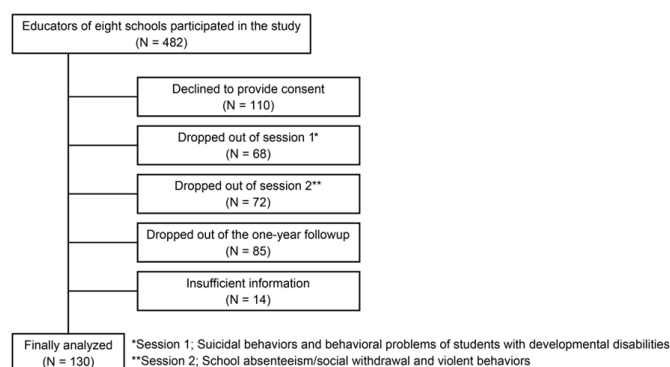 Educators of eight schools participated in the study
(N = 482)
Declined to provide consent
(N = 110)
Dropped out of session 1*
(N = 68)
Dropped out of session 2**
(N = 72)
Dropped out of the one-year followup
(N = 85)
Insufficient information
(N = 14)
Finally analyzed
(N = 130)
*Session 1; Suicidal behaviors and behavioral problems of students with developmental disabilities
**Session 2; School absenteeism/social withdrawal and violent behaviors